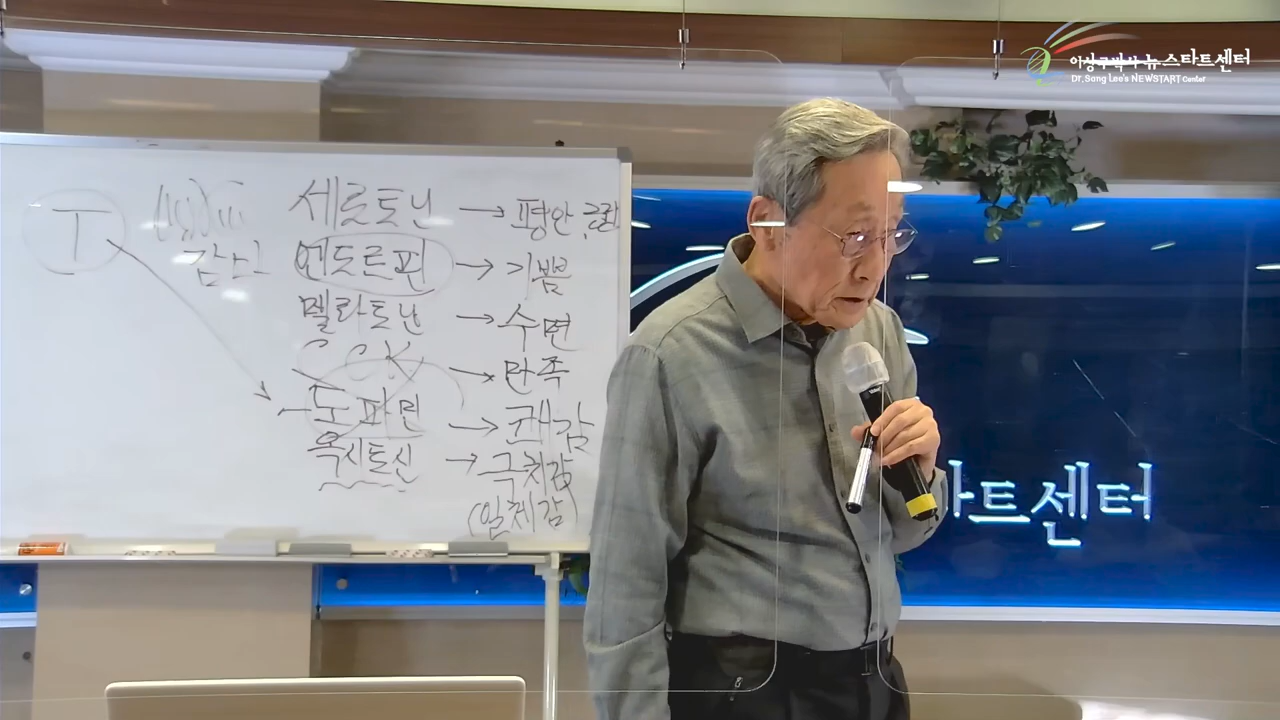 이상구박사 뉴스타트센터
Dr. Sang Lee's NEWSTART Center
T
세로토닌 → 평안
감사
엔도르핀 → 기쁨
멜라토닌 → 수면
CCK → 만족
도파민 → 쾌감
옥시토신 → 극치감
(일체감)
타트센터